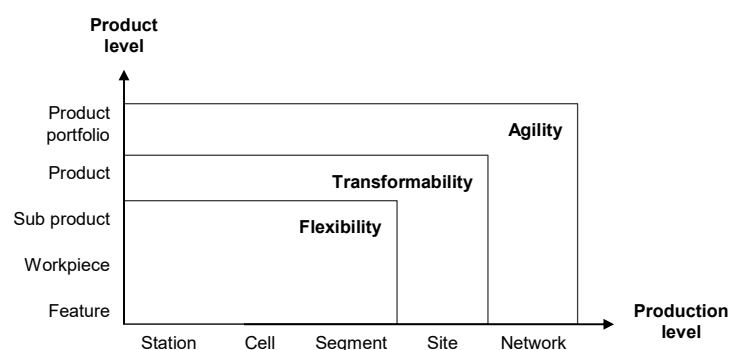 Product
level
Product
portfolio
Agility
Product
Transformability
Sub product
Flexibility
Workpiece
Feature
Production
level
Station
Cell
Segment
Site
Network